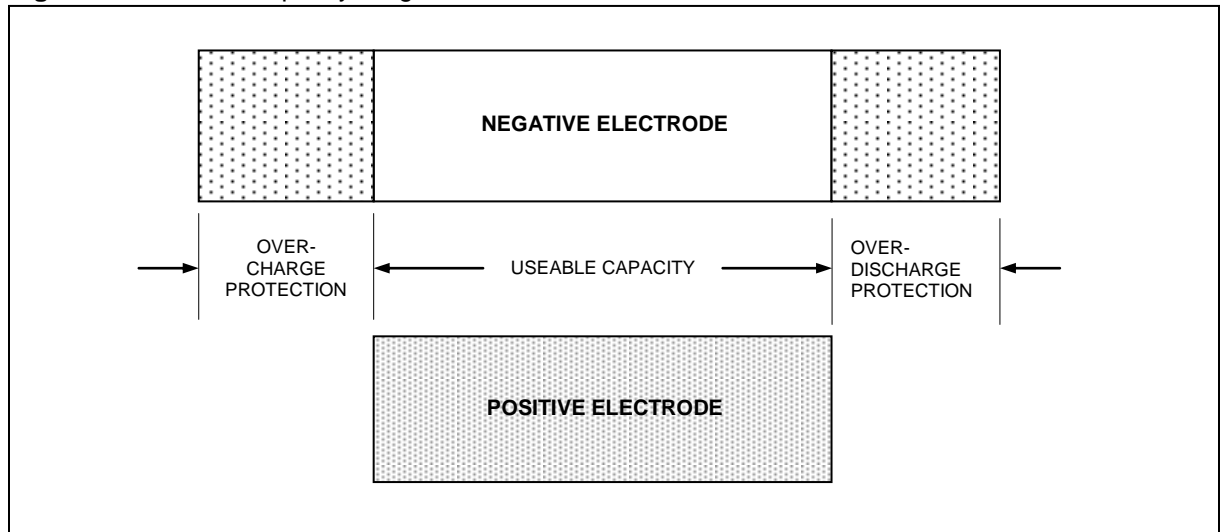 NEGATIVE ELECTRODE
OVER-
CHARGE
PROTECTION
USEABLE CAPACITY
OVER-
DISCHARGE
PROTECTION
POSITIVE ELECTRODE